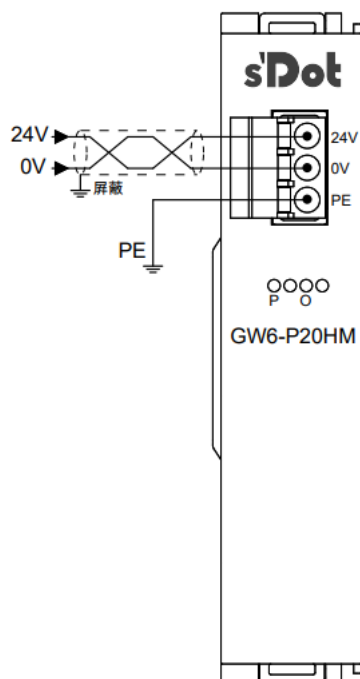 s'Dot
24V
24V
0V
0V
屏蔽
PE
PE
P O
GW6-P20HM